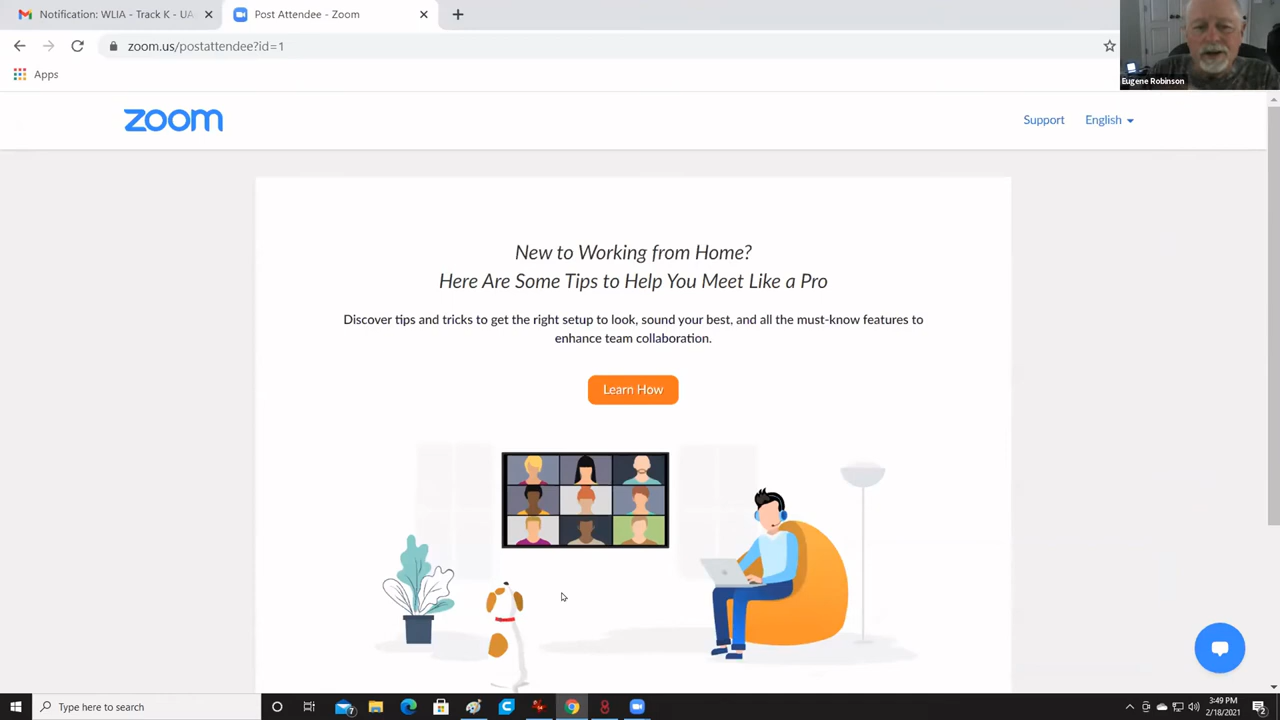 Notification: WLIA - Track K - UA
Post Attendee - Zoom
zoom.us/postattendee?id=1
Apps
Eugene Robinson
zoom
Support
English
New to Working from Home?
Here Are Some Tips to Help You Meet Like a Pro
Discover tips and tricks to get the right setup to look, sound your best, and all the must-know features to
enhance team collaboration.
Learn How
Type here to search
7
8
3:49 PM
2/18/2021
2